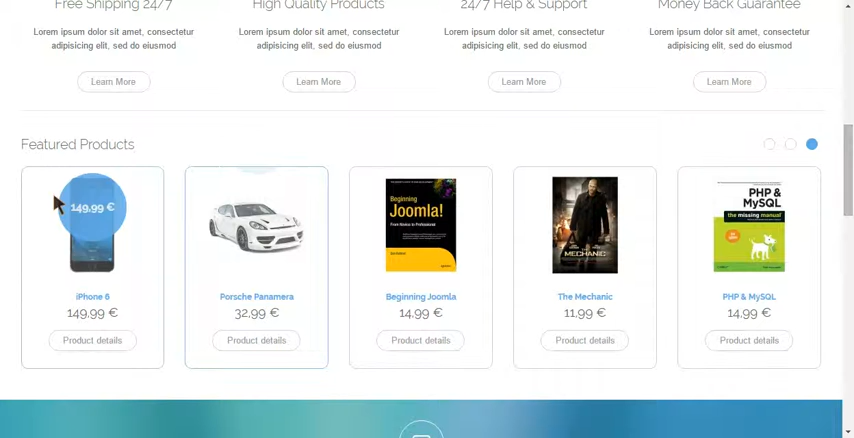 Free Shipping 24/7
High Quality Products
24/7 Help & Support
Money Back Guarantee
Lorem ipsum dolor sit amet, consectetur
adipisicing elit, sed do eiusmod
Lorem ipsum dolor sit amet, consectetur
adipisicing elit, sed do eiusmod
Lorem ipsum dolor sit amet, consectetur
adipisicing elit, sed do eiusmod
Lorem ipsum dolor sit amet, consectetur
adipisicing elit, sed do eiusmod
Learn More
Learn More
Learn More
Learn More
Featured Products
149,99 €
Beginning
Joomla!
From Novice to Professional
MECHANIC
PHP &
MySQL
the missing manual
iPhone 6
Porsche Panamera
Beginning Joomla
The Mechanic
PHP & MySQL
149,99 €
32,99 €
14,99 €
11,99 €
14,99 €
Product details
Product details
Product details
Product details
Product details